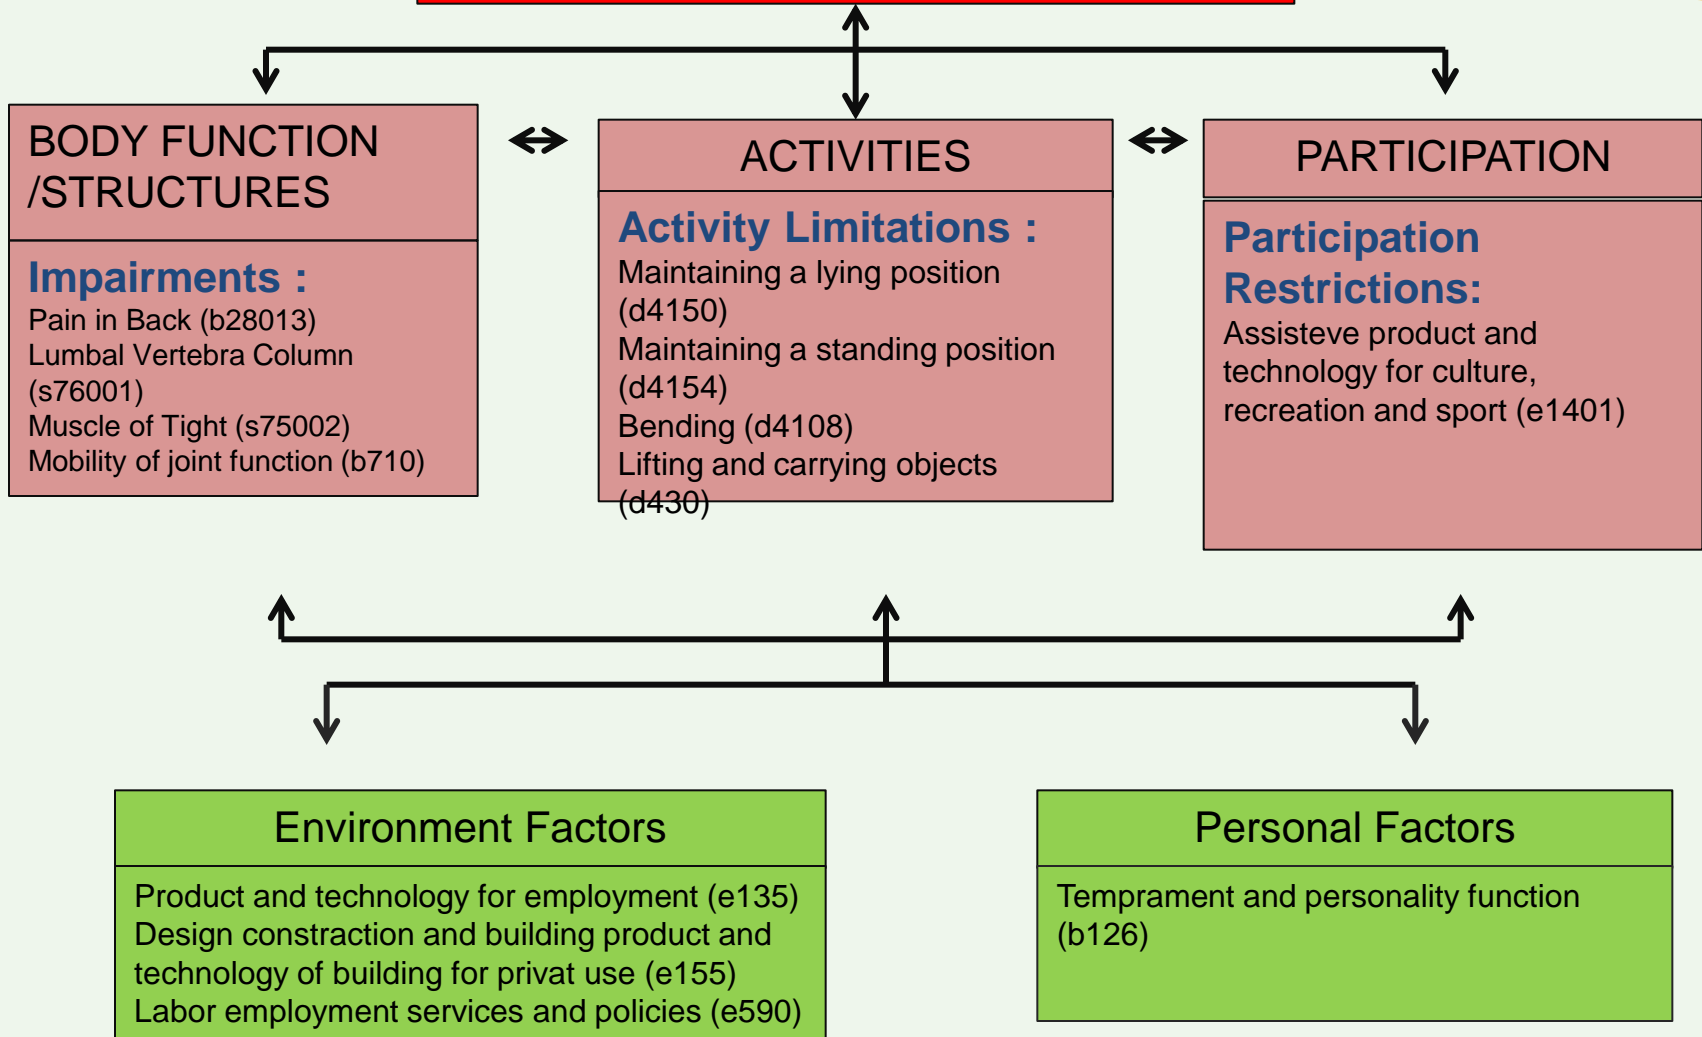 BODY FUNCTION
/STRUCTURES
Impairments :
Pain in Back (b28013)
Lumbal Vertebra Column
(s76001)
Muscle of Tight (s75002)
Mobility of joint function (b710)
ACTIVITIES
Activity Limitations :
Maintaining a lying position
(d4150)
Maintaining a standing position
(d4154)
Bending (d4108)
Lifting and carrying objects
(d430)
PARTICIPATION
Participation
Restrictions:
Assisteve product and
technology for culture,
recreation and sport (e1401)
Environment Factors
Product and technology for employment (e135)
Design constraction and building product and
technology of building for privat use (e155)
Labor employment services and policies (e590)
Personal Factors
Temprament and personality function
(b126)